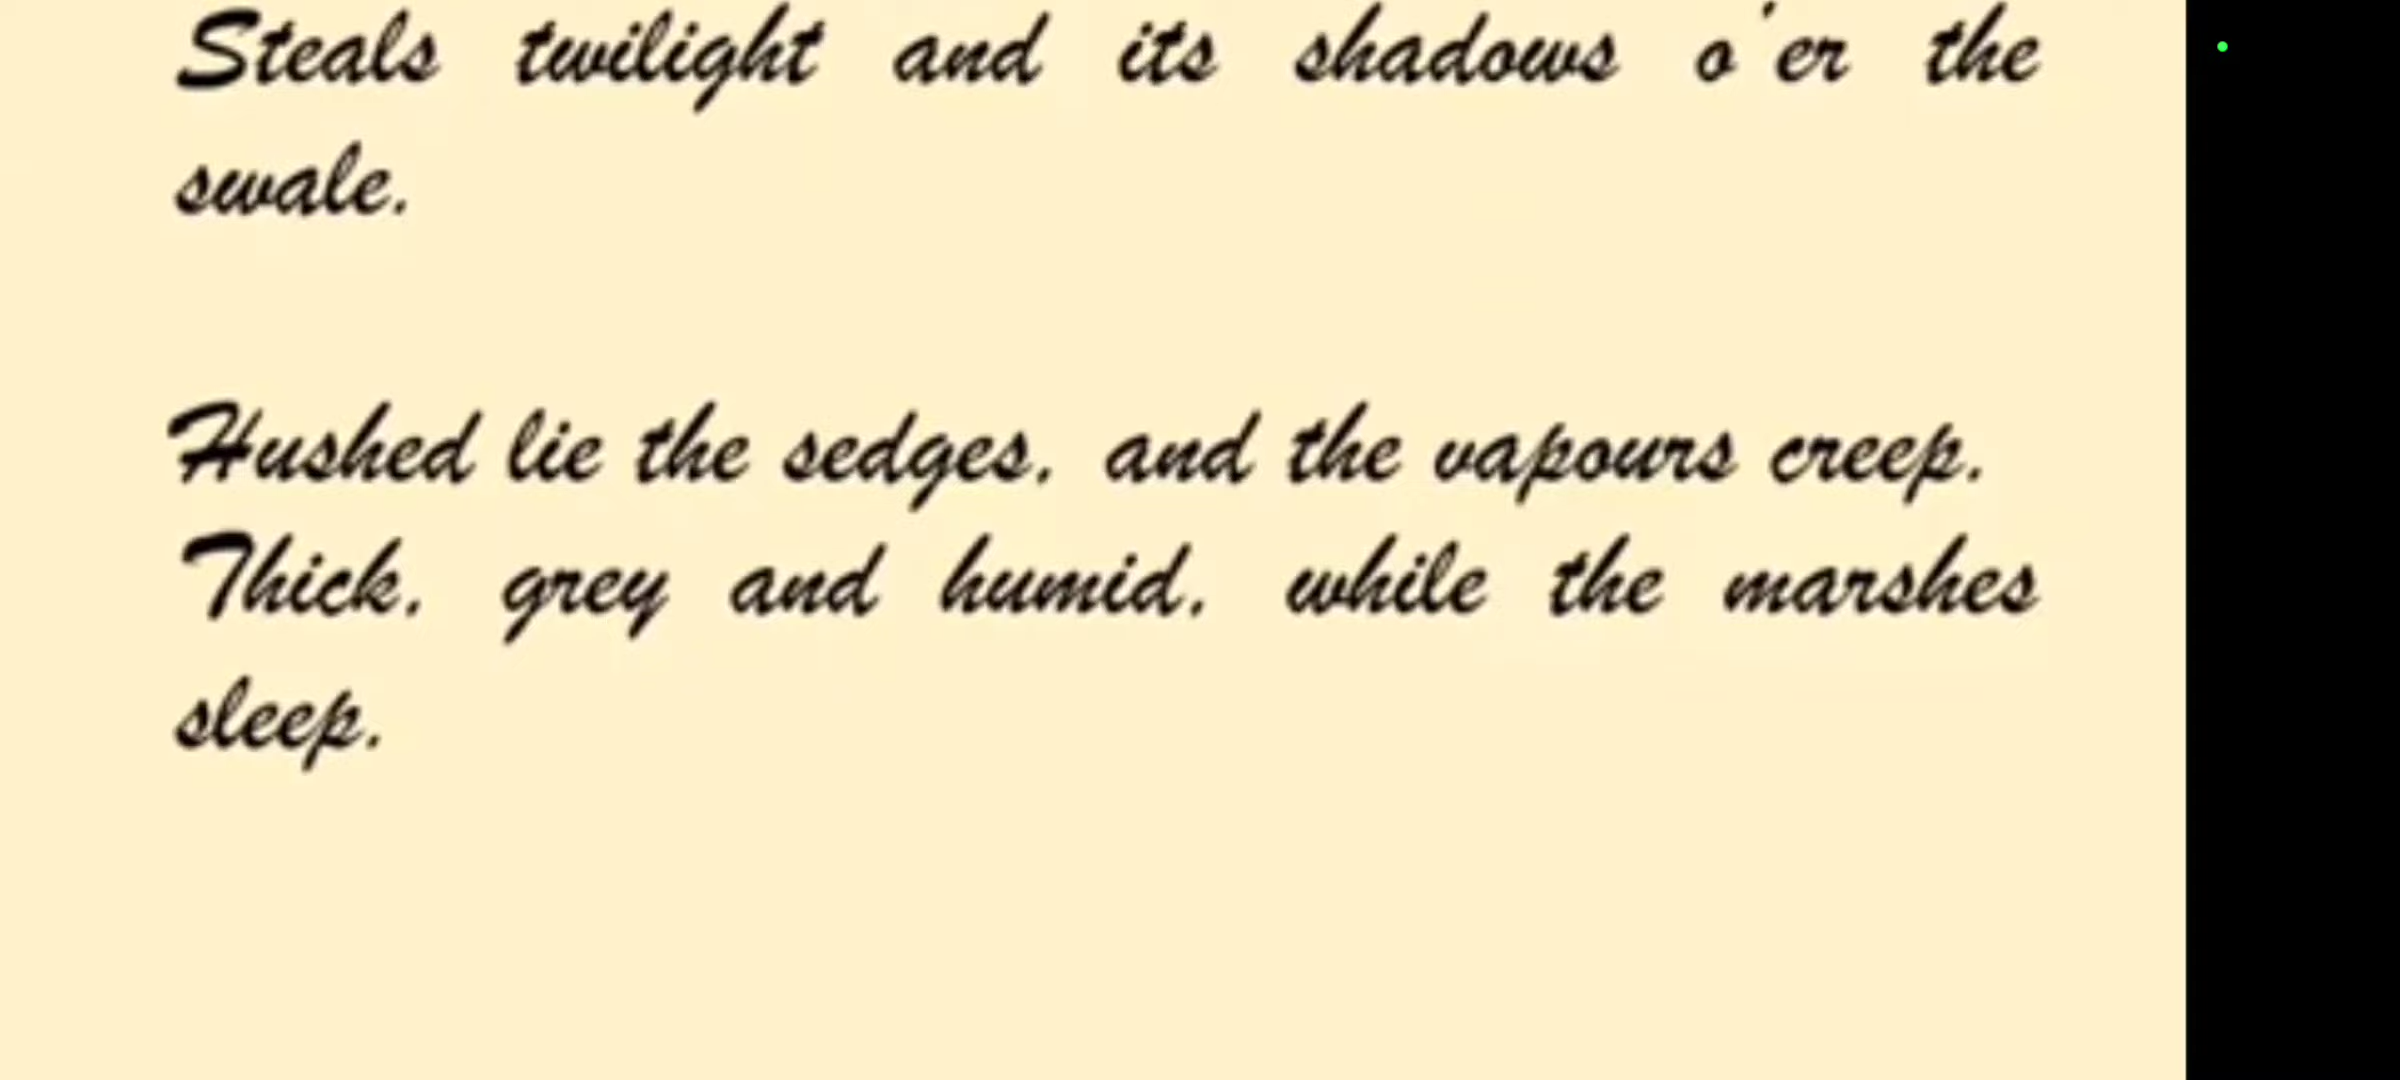 Steals twilight and its shadows o'er the
swale.
Hushed lie the sedges, and the vapours creep,
Thick, grey and humid, while the marshes
sleep.